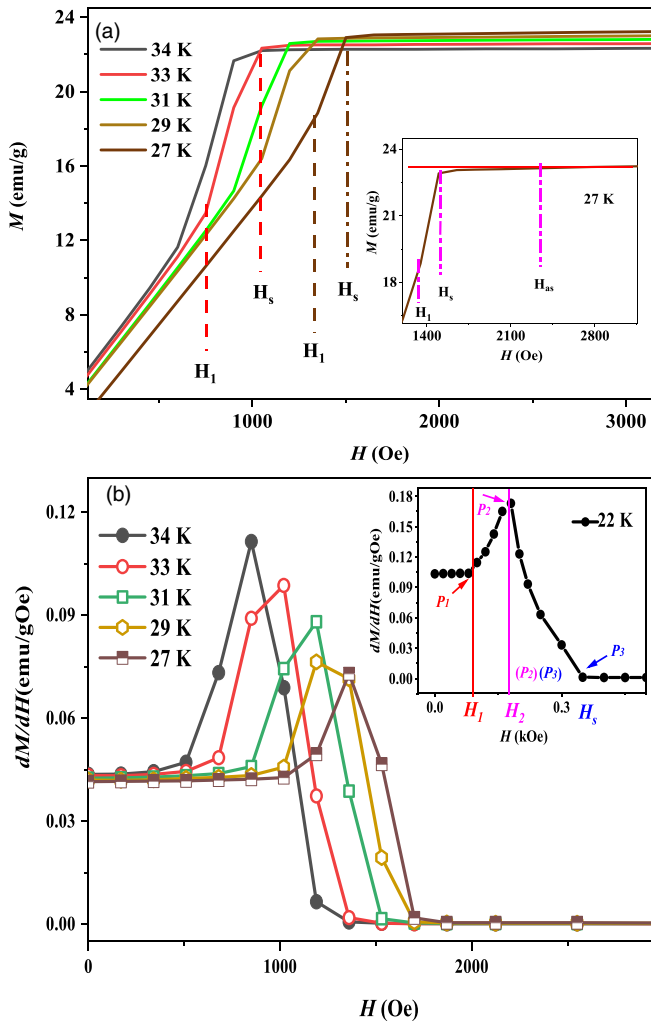 (a)
24
20
16
12
8
4
M (emu/g)
34 K
33 K
31 K
29 K
27 K
H1
Hs
H1
Hs
1000
2000
3000
H (Oe)
23
18
M (emu/g)
27 K
H1
Hs
Has
1400
2100
2800
H (Oe)
(b)
0.12
0.09
0.06
0.03
0.00
dM/dH(emu/gOe)
34 K
33 K
31 K
29 K
27 K
0
1000
2000
H (Oe)
0.18
0.15
0.12
0.09
0.06
0.03
0.00
dM/dH(emu/gOe)
22 K
P2
P1
P3
(P2)(P3)
0.0
0.3
H1
H2
Hs
H (kOe)